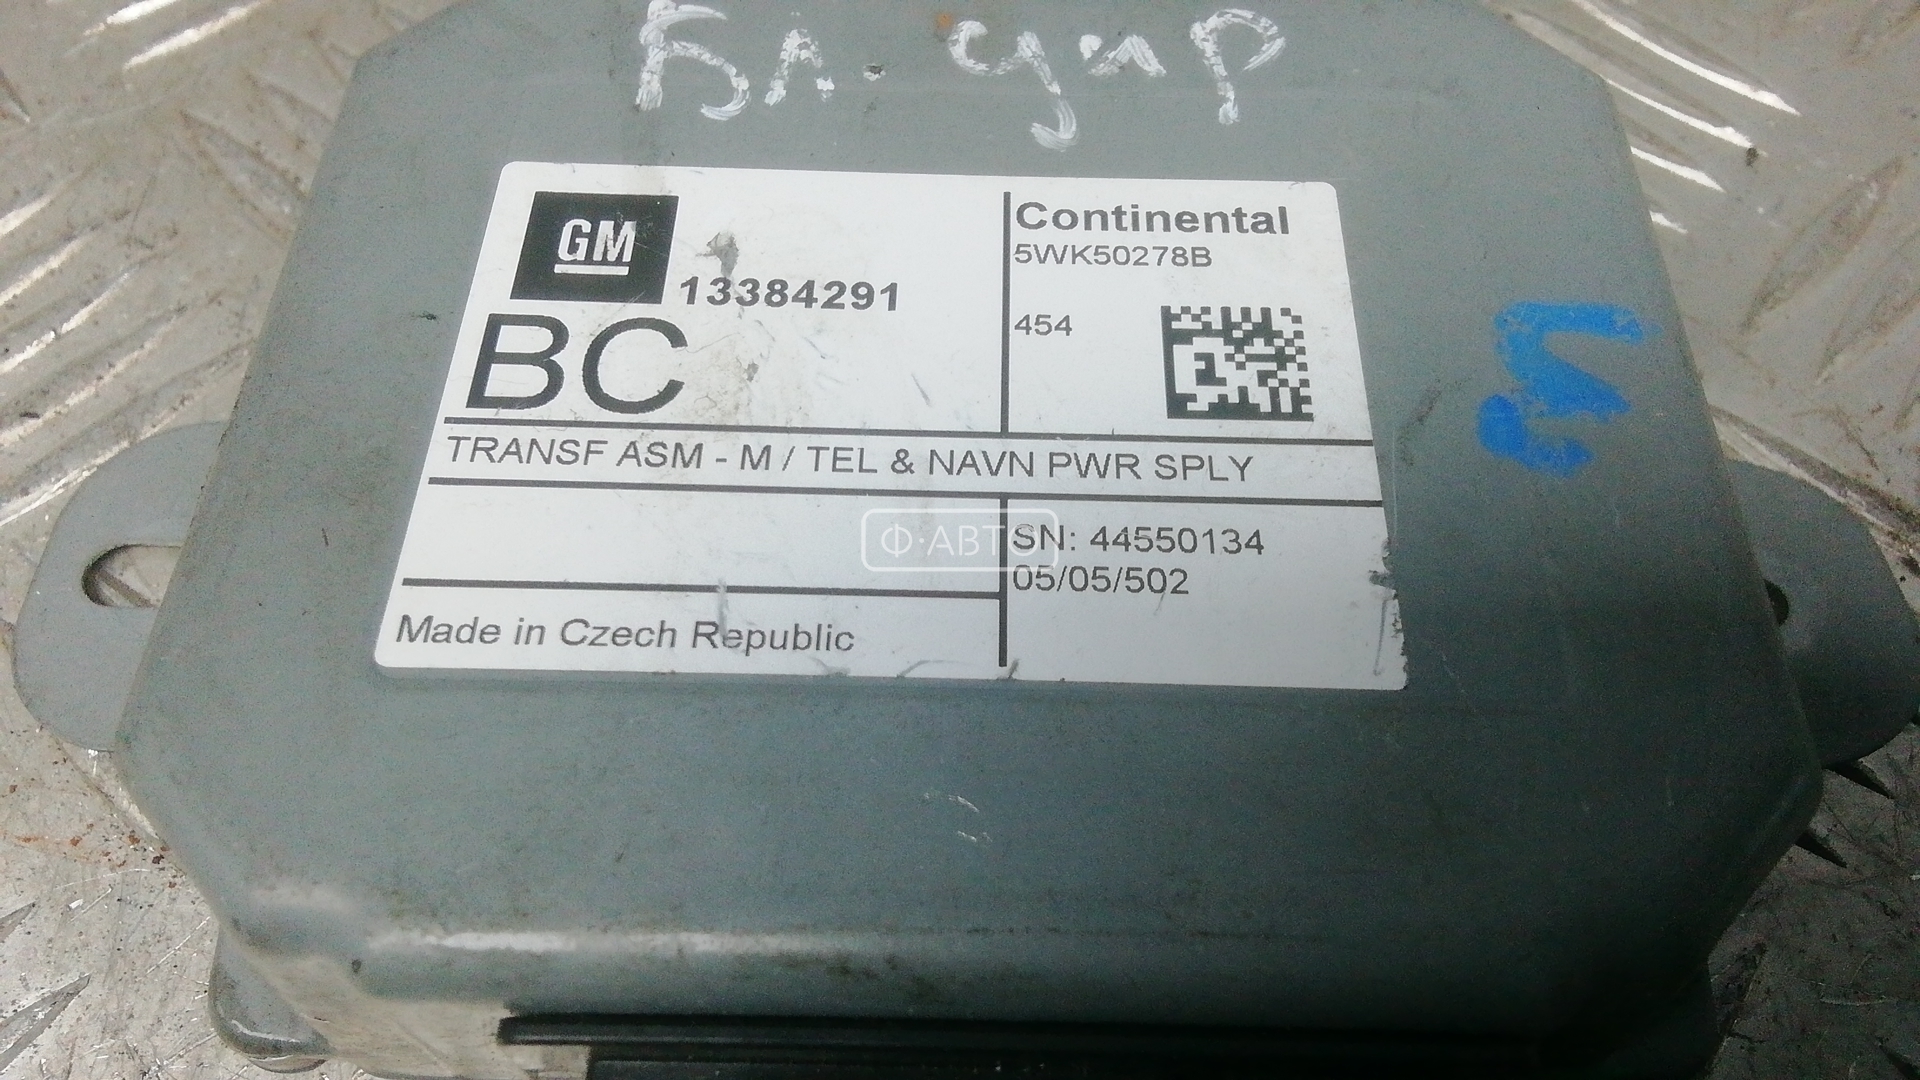 Бл. упр
GM
13384291
BC
Continental
5WK50278B
454
TRANSF ASM - M / TEL & NAVN PWR SPLY
SN: 44550134
05/05/502
Made in Czech Republic
Ф·АВТО